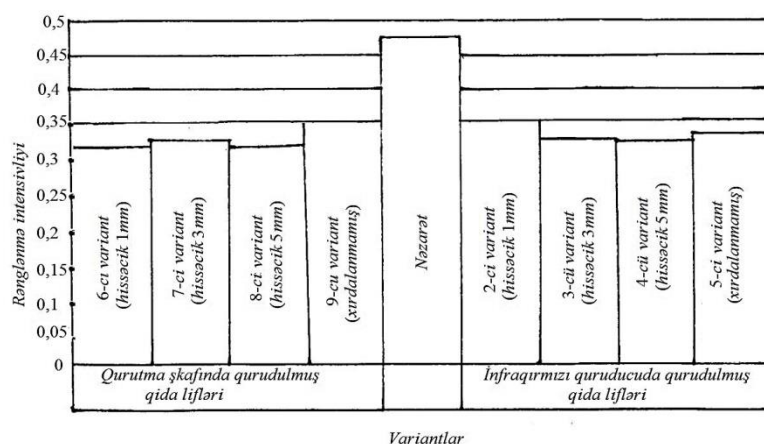 Rənglənmə intensivliyi
0,5
0,45
0,4
0,35
0,3
0,25
0,2
0,15
0,1
0,05
0
6-cı variant
(hissəcik 1mm)
7-ci variant
(hissəcik 3mm)
8-ci variant
(hissəcik 5mm)
9-cu variant
(xırdalanmamış)
Nəzarət
2-ci variant
(hissəcik 1mm)
3-cü variant
(hissəcik 3mm)
4-cü variant
(hissəcik 5mm)
5-ci variant
(xırdalanmamış)
Qurutma şkafında qurudulmuş
qida lifləri
İnfraqırmızı quruducuda qurudulmuş
qida lifləri
Variantlar